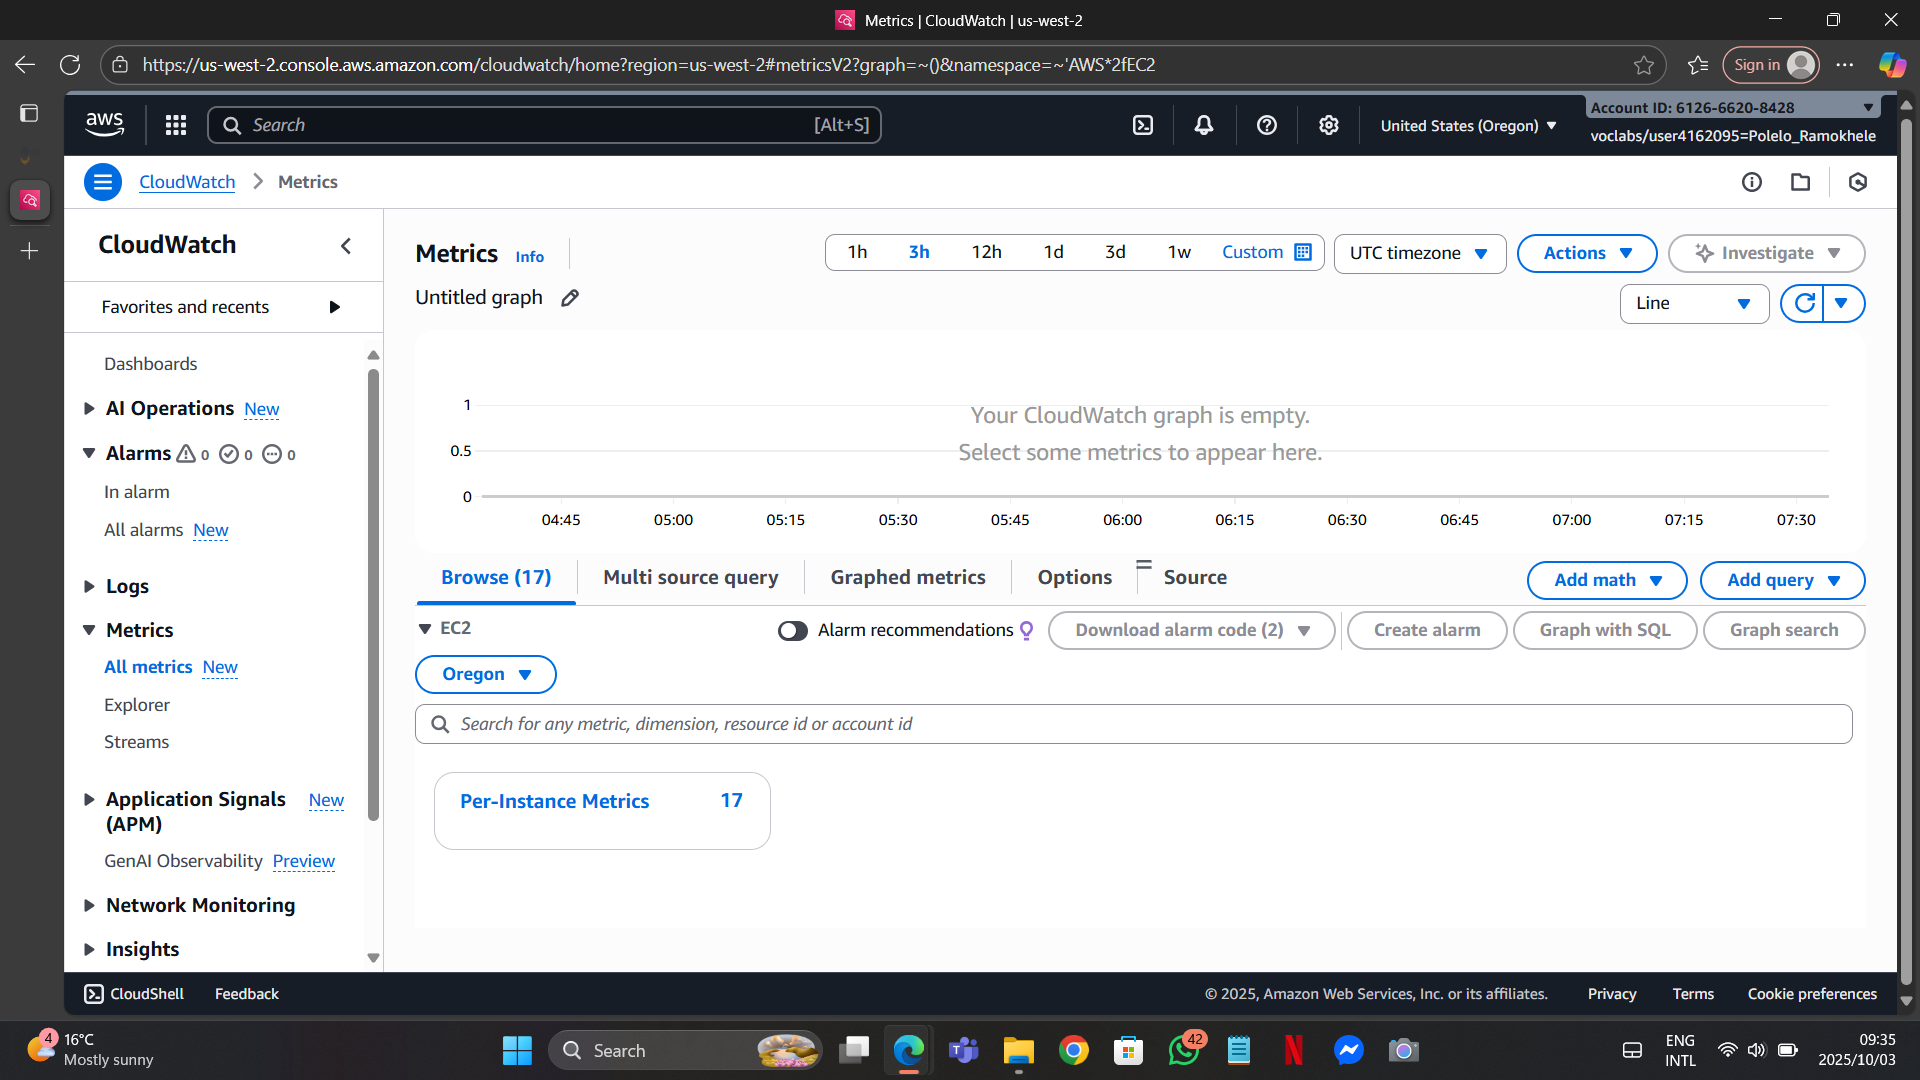 Metrics | CloudWatch | us-west-2
https://us-west-2.console.aws.amazon.com/cloudwatch/home?region=us-west-2#metricsV2?graph=~()&namespace=~'AWS*2fEC2
Sign in
aws
Search
[Alt+S]
United States (Oregon)
Account ID: 6126-6620-8428
voclabs/user4162095=Polelo_Ramokhele
CloudWatch
Metrics
CloudWatch
Favorites and recents
Dashboards
AI Operations New
Alarms 0 0 0
In alarm
All alarms New
Logs
Metrics
All metrics New
Explorer
Streams
Application Signals New
(APM)
GenAI Observability Preview
Network Monitoring
Insights
Metrics Info
1h 3h 12h 1d 3d 1w Custom
UTC timezone
Actions
Investigate
Untitled graph
Line
1
0.5
0
Your CloudWatch graph is empty.
Select some metrics to appear here.
04:45 05:00 05:15 05:30 05:45 06:00 06:15 06:30 06:45 07:00 07:15 07:30
Browse (17)
Multi source query
Graphed metrics
Options
Source
Add math
Add query
EC2
Alarm recommendations
Download alarm code (2)
Create alarm
Graph with SQL
Graph search
Oregon
Search for any metric, dimension, resource id or account id
Per-Instance Metrics 17
CloudShell
Feedback
© 2025, Amazon Web Services, Inc. or its affiliates.
Privacy
Terms
Cookie preferences
4
16°C
Mostly sunny
Search
42
ENG
INTL
09:35
2025/10/03